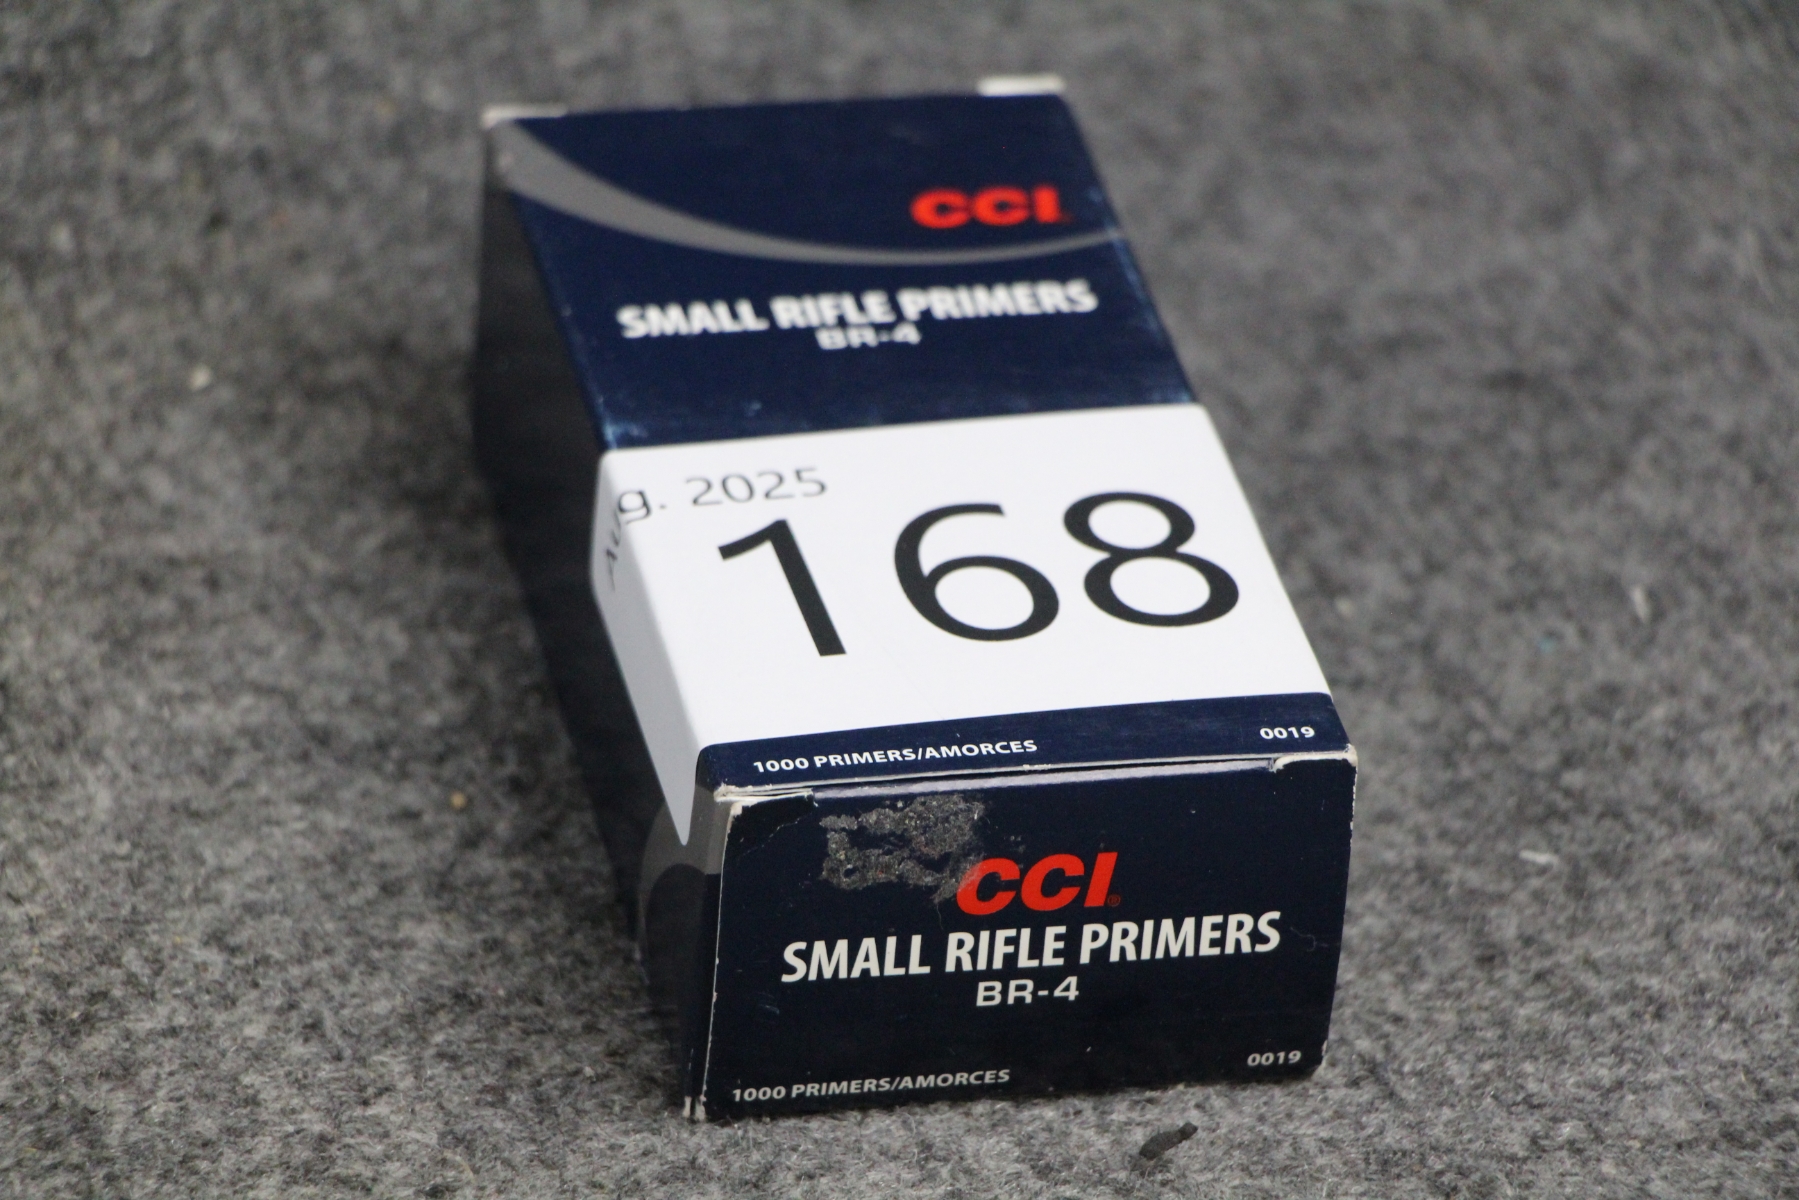 CCI
SMALL RIFLE PRIMERS
BR-4
Aug. 2025
168
1000 PRIMERS/AMORCES 0019
CCI®
SMALL RIFLE PRIMERS
BR-4
1000 PRIMERS/AMORCES 0019